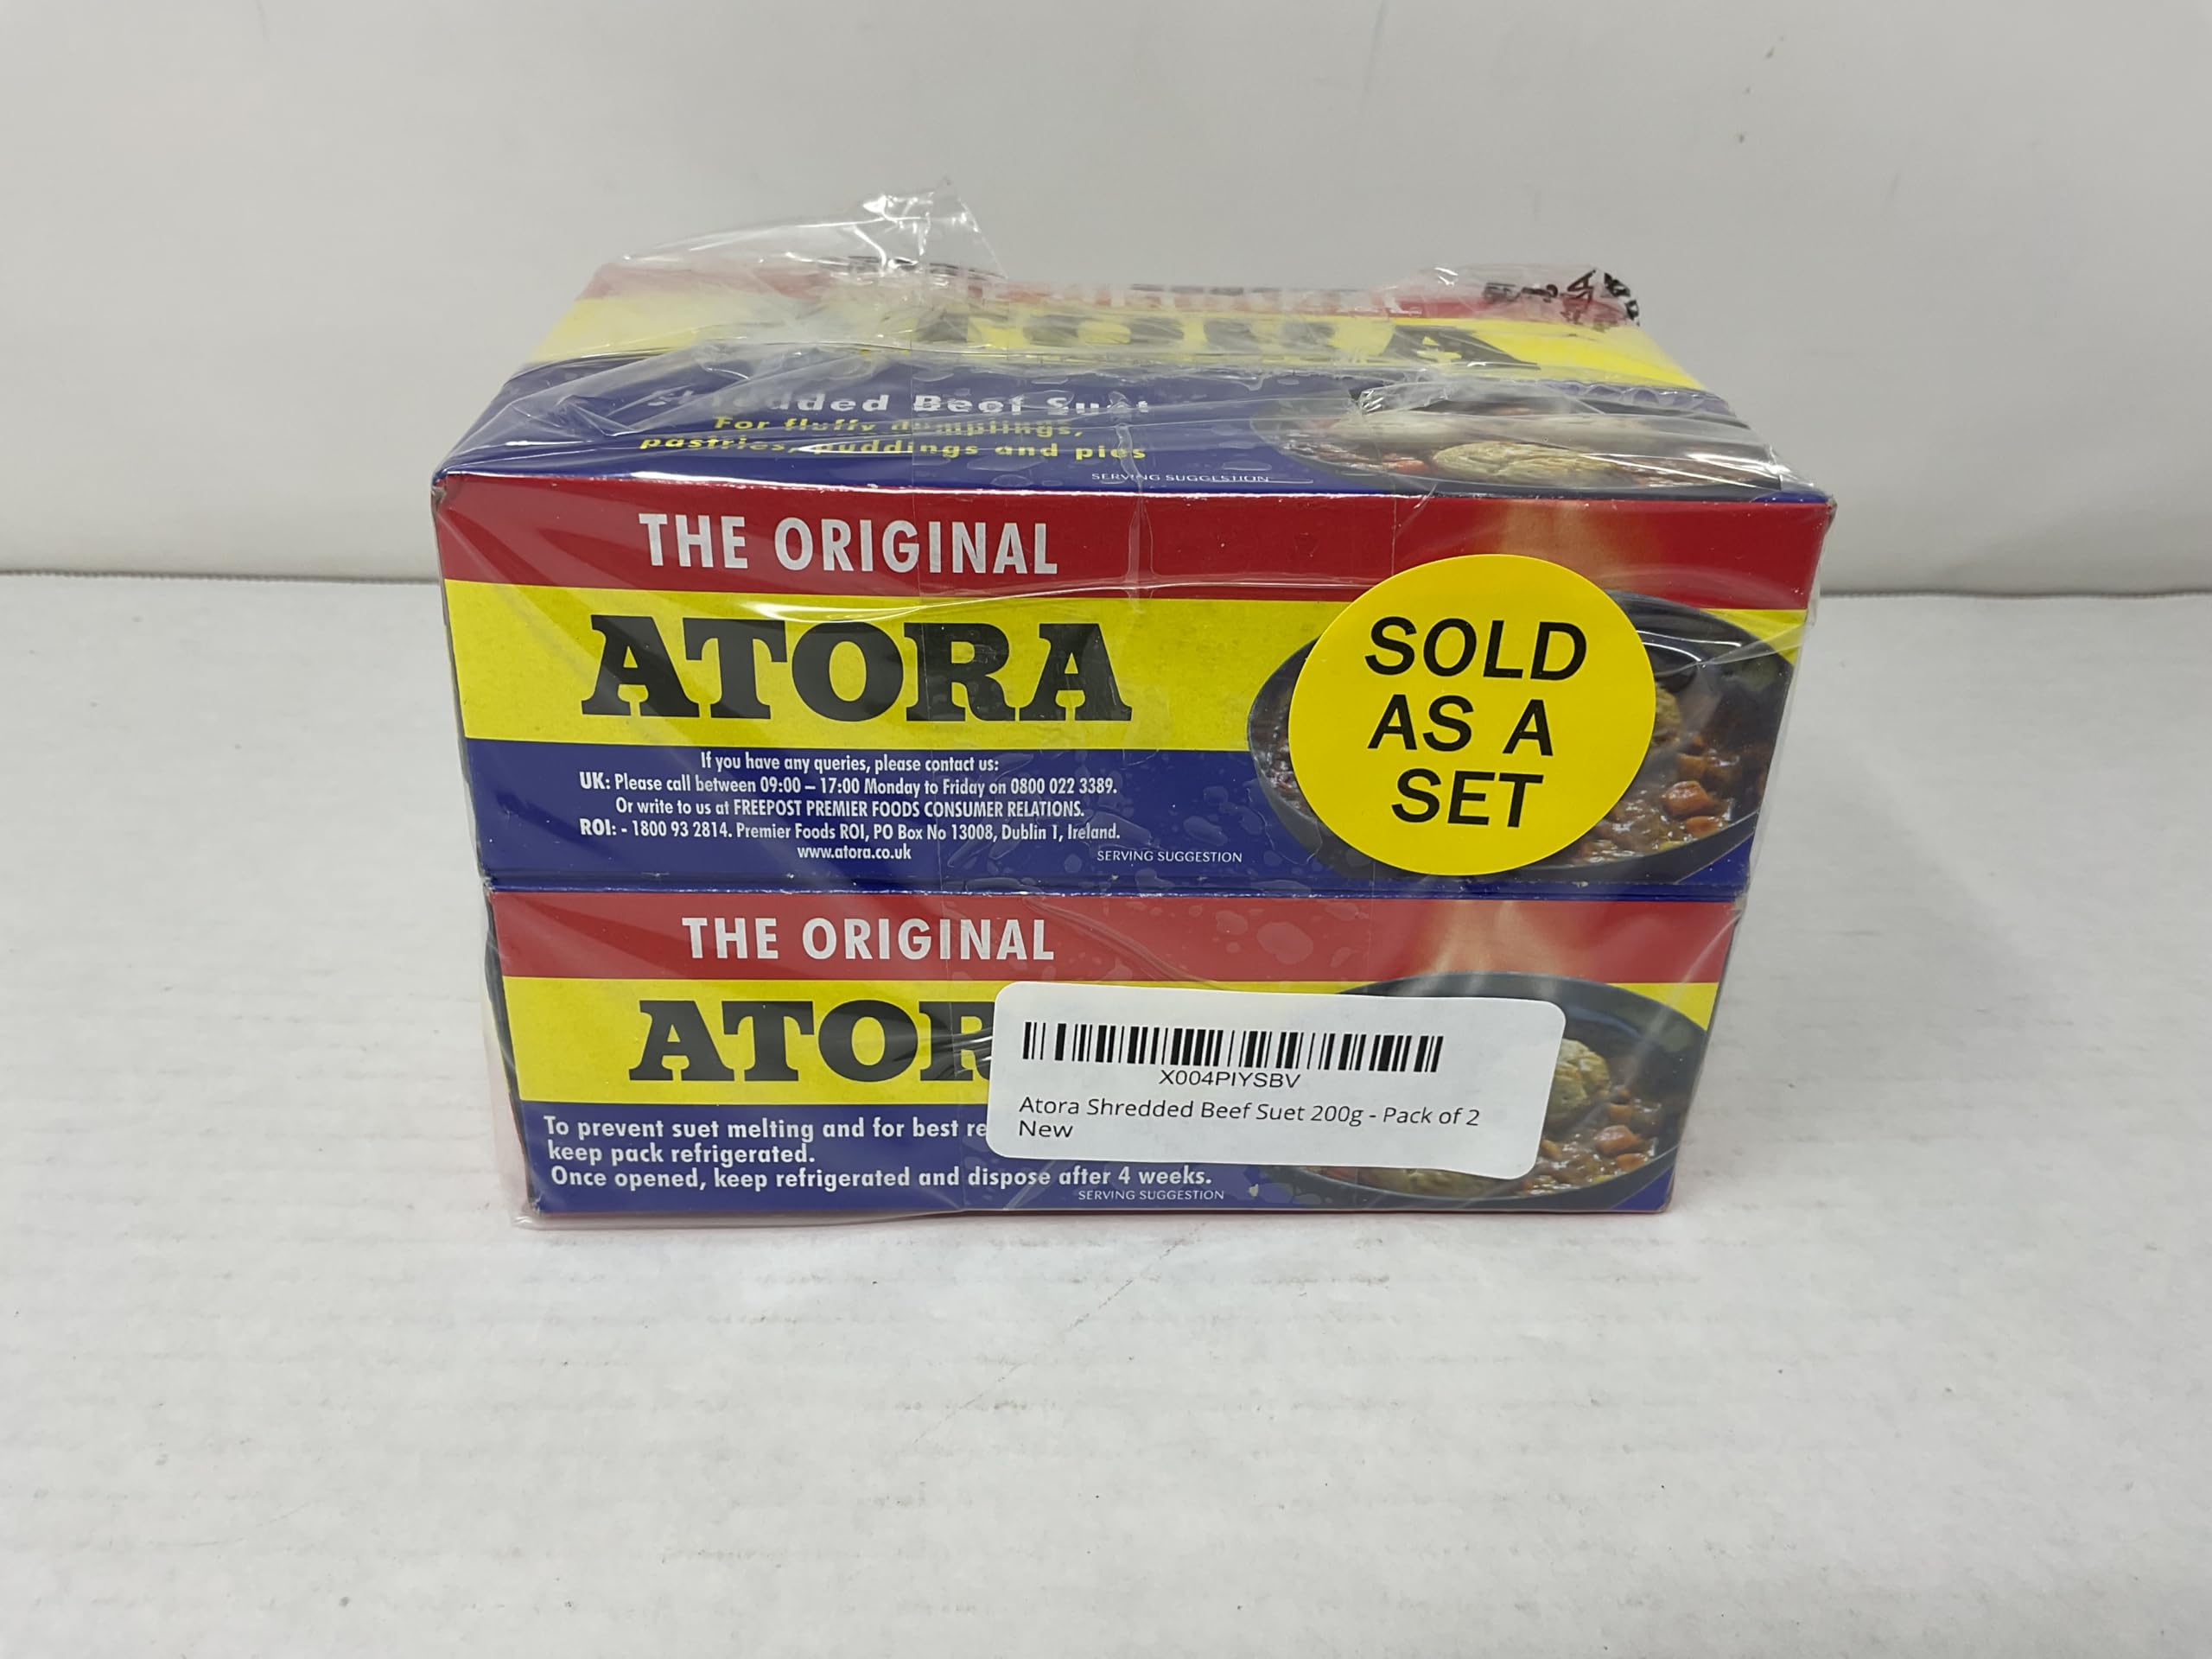 ATORA
Shredded Beef Suet
For fluffy dumplings,
pastries, puddings and pies
SERVING SUGGESTION
THE ORIGINAL
ATORA
If you have any queries, please contact us:
UK: Please call between 09:00 – 17:00 Monday to Friday on 0800 022 3389.
Or write to us at FREEPOST PREMIER FOODS CONSUMER RELATIONS.
ROI: - 1800 93 2814. Premier Foods ROI, PO Box No 13008, Dublin 1, Ireland.
www.atora.co.uk
SERVING SUGGESTION
SOLD
AS A
SET
THE ORIGINAL
ATOR
To prevent suet melting and for best re
keep pack refrigerated.
Once opened, keep refrigerated and dispose after 4 weeks.
SERVING SUGGESTION
X004PIYSBV
Atora Shredded Beef Suet 200g - Pack of 2
New